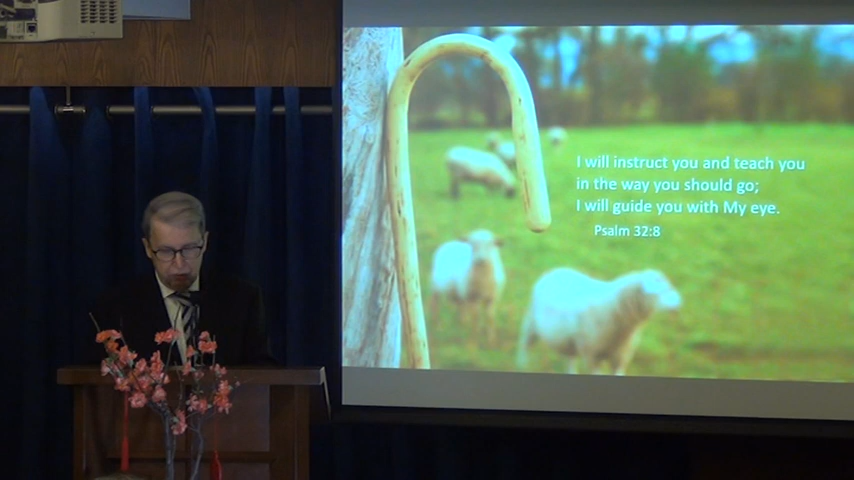 I will instruct you and teach you
in the way you should go;
I will guide you with My eye.
Psalm 32:8